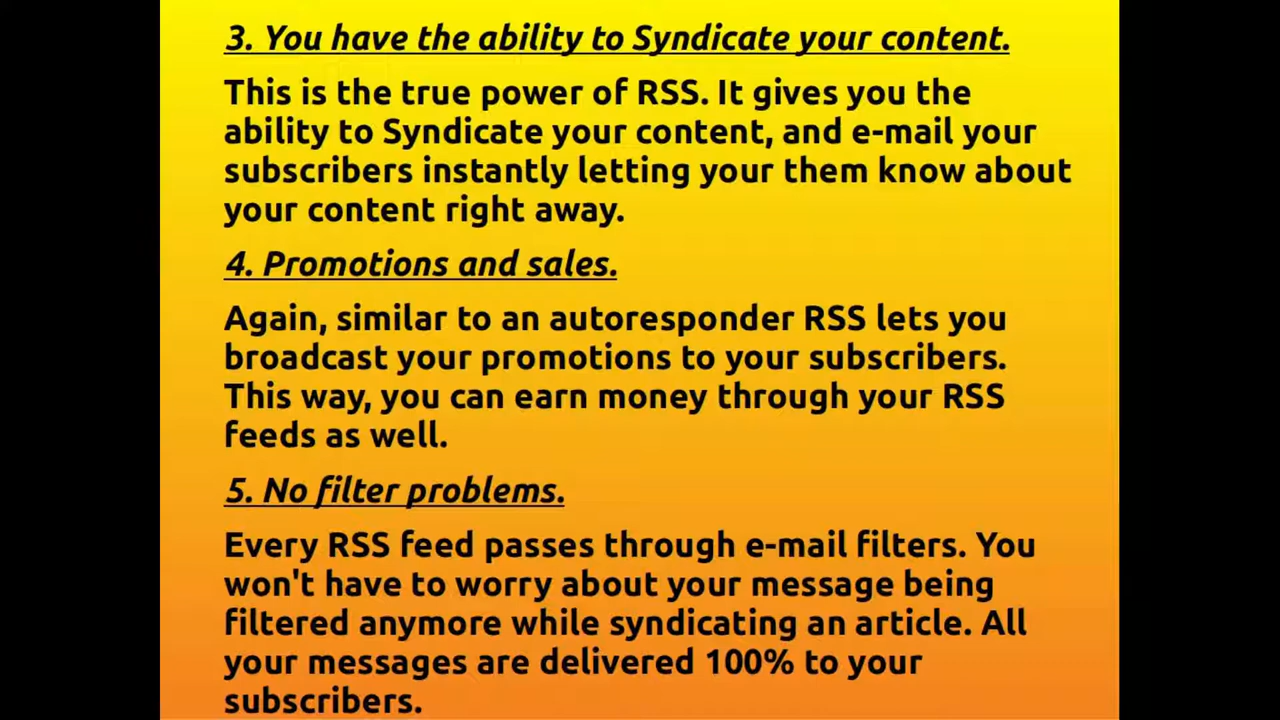 3. You have the ability to Syndicate your content.
This is the true power of RSS. It gives you the
ability to Syndicate your content, and e-mail your
subscribers instantly letting your them know about
your content right away.
4. Promotions and sales.
Again, similar to an autoresponder RSS lets you
broadcast your promotions to your subscribers.
This way, you can earn money through your RSS
feeds as well.
5. No filter problems.
Every RSS feed passes through e-mail filters. You
won't have to worry about your message being
filtered anymore while syndicating an article. All
your messages are delivered 100% to your
subscribers.